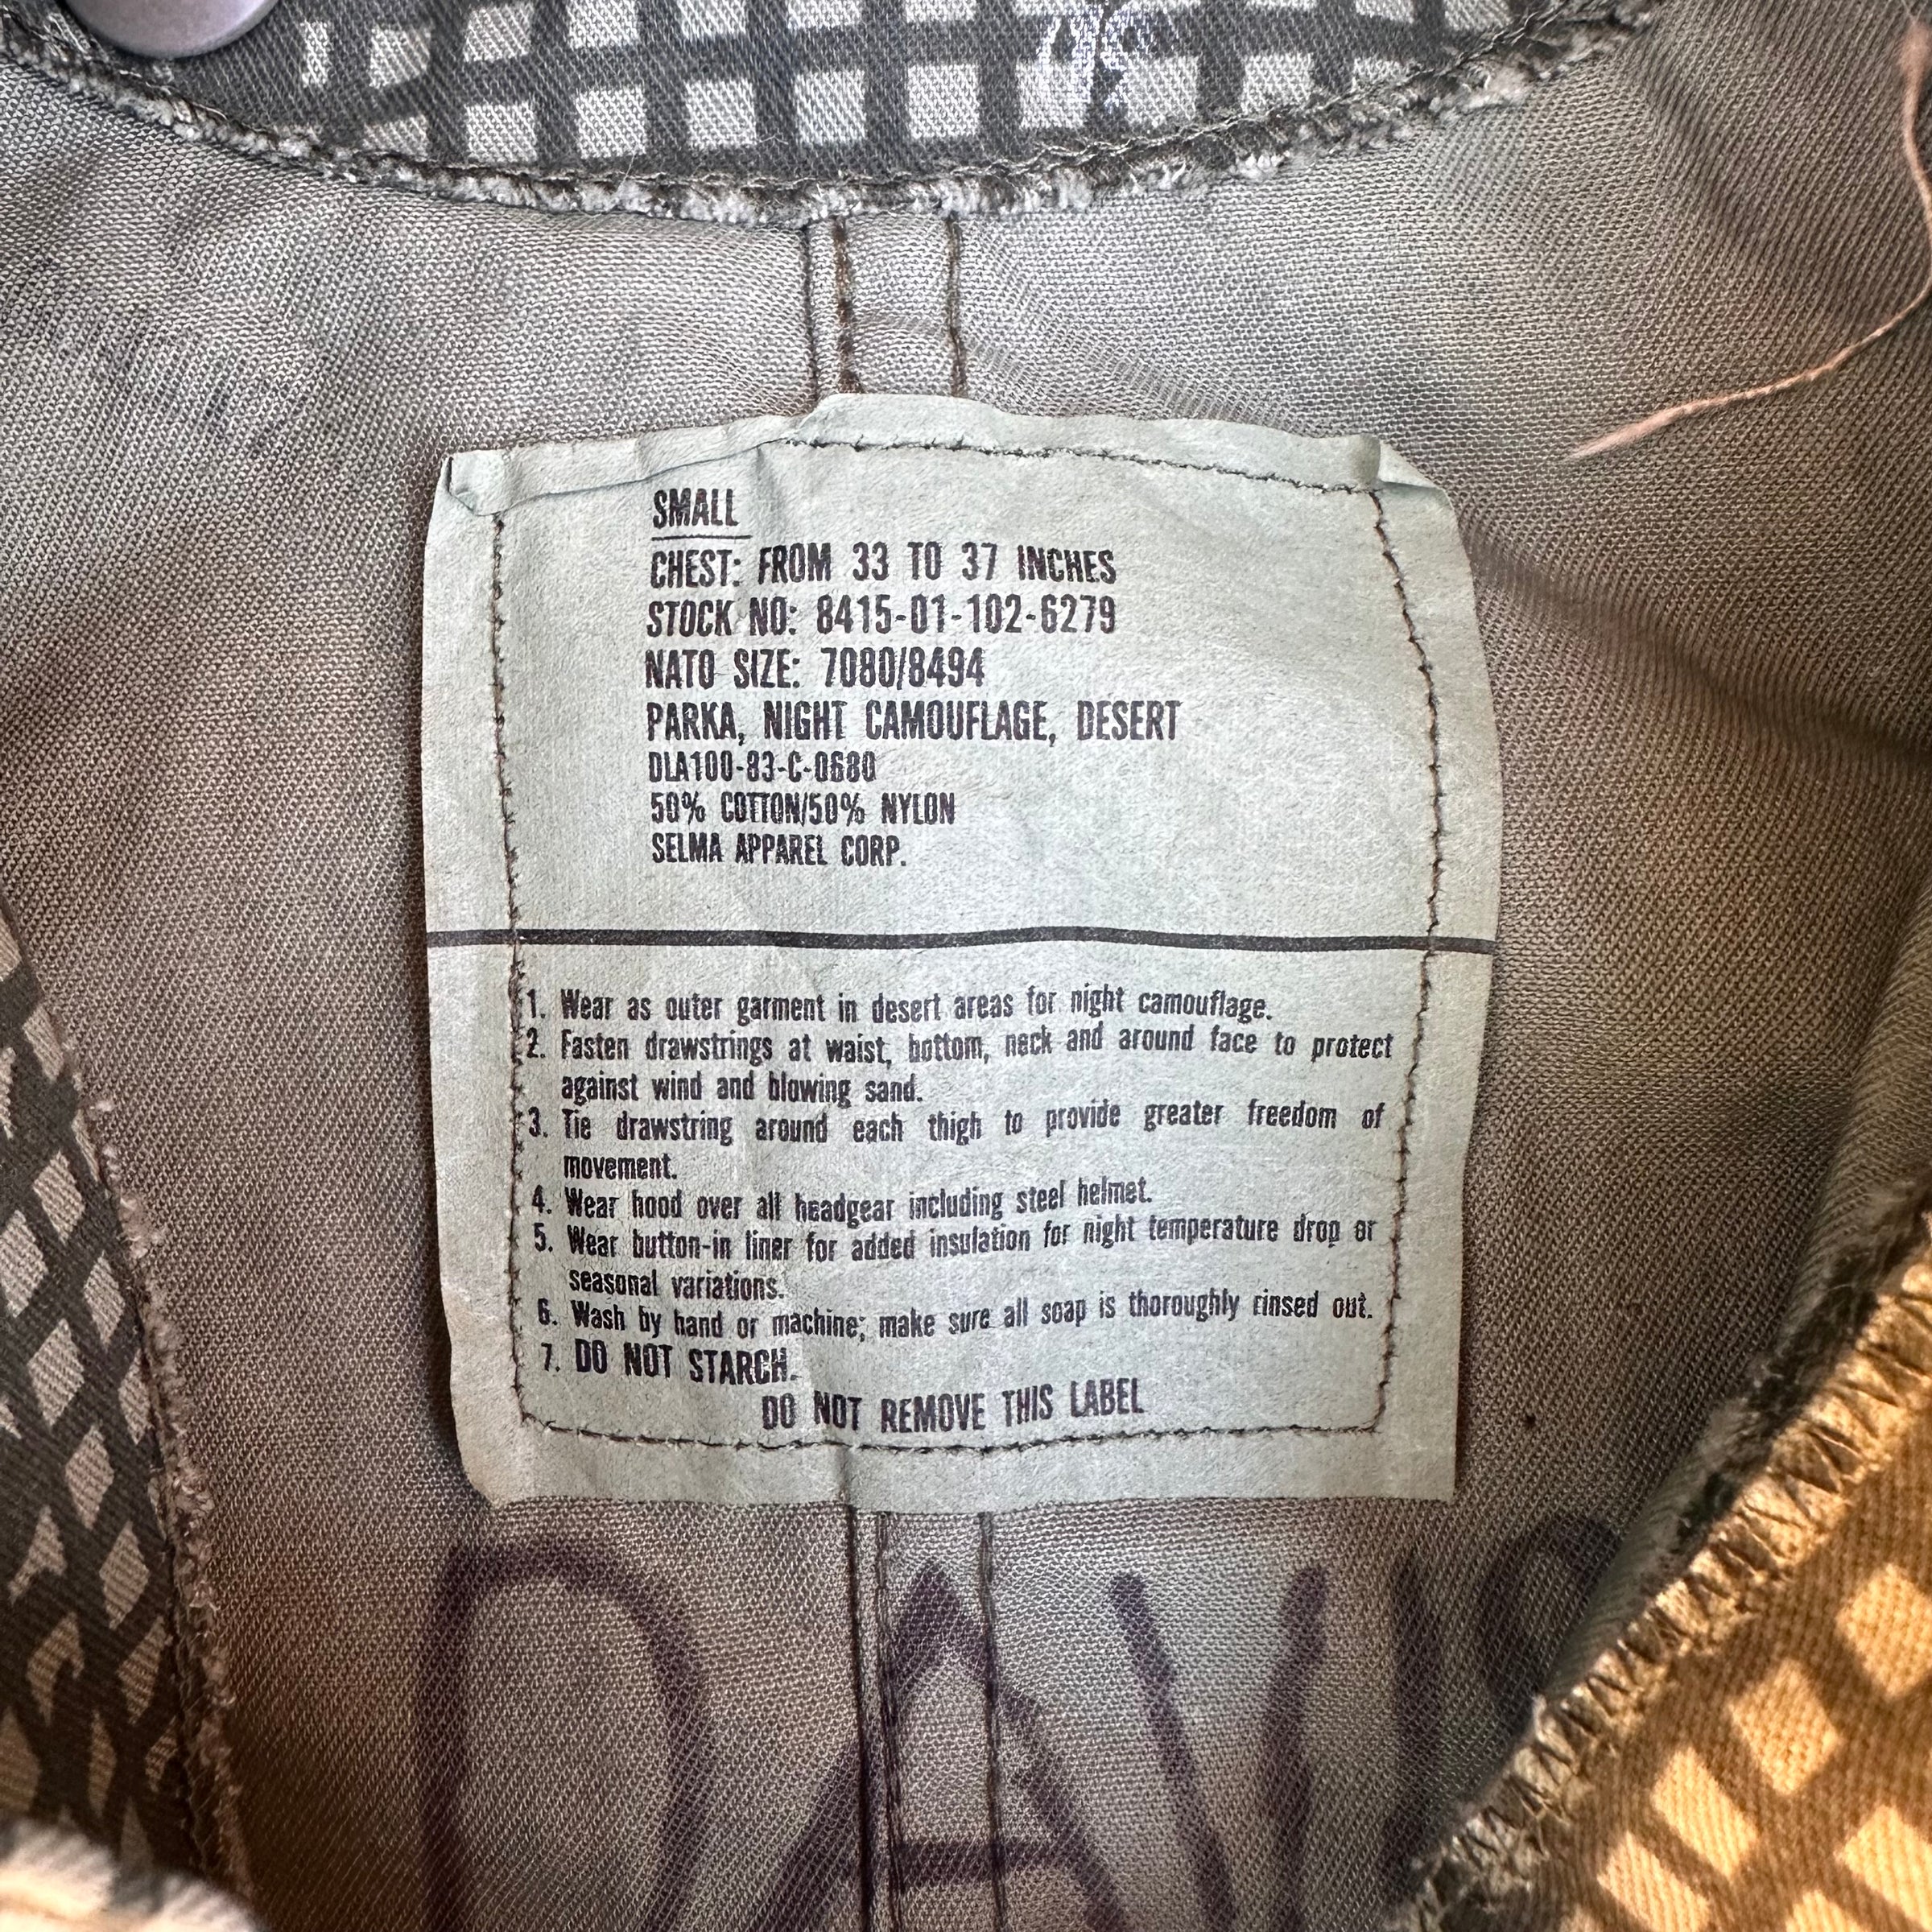 SMALL
CHEST: FROM 33 TO 37 INCHES
STOCK NO: 8415-01-102-6279
NATO SIZE: 7080/8494
PARKA, NIGHT CAMOUFLAGE, DESERT
DLA100-83-C-0680
50% COTTON/50% NYLON
SELMA APPAREL CORP.
1. Wear as outer garment in desert areas for night camouflage.
2. Fasten drawstrings at waist, bottom, neck and around face to protect
against wind and blowing sand.
3. Tie drawstring around each thigh to provide greater freedom of
movement.
4. Wear hood over all headgear including steel helmet.
5. Wear button-in liner for added insulation for night temperature drop or
seasonal variations.
6. Wash by hand or machine; make sure all soap is thoroughly rinsed out.
7. DO NOT STARCH.
DO NOT REMOVE THIS LABEL